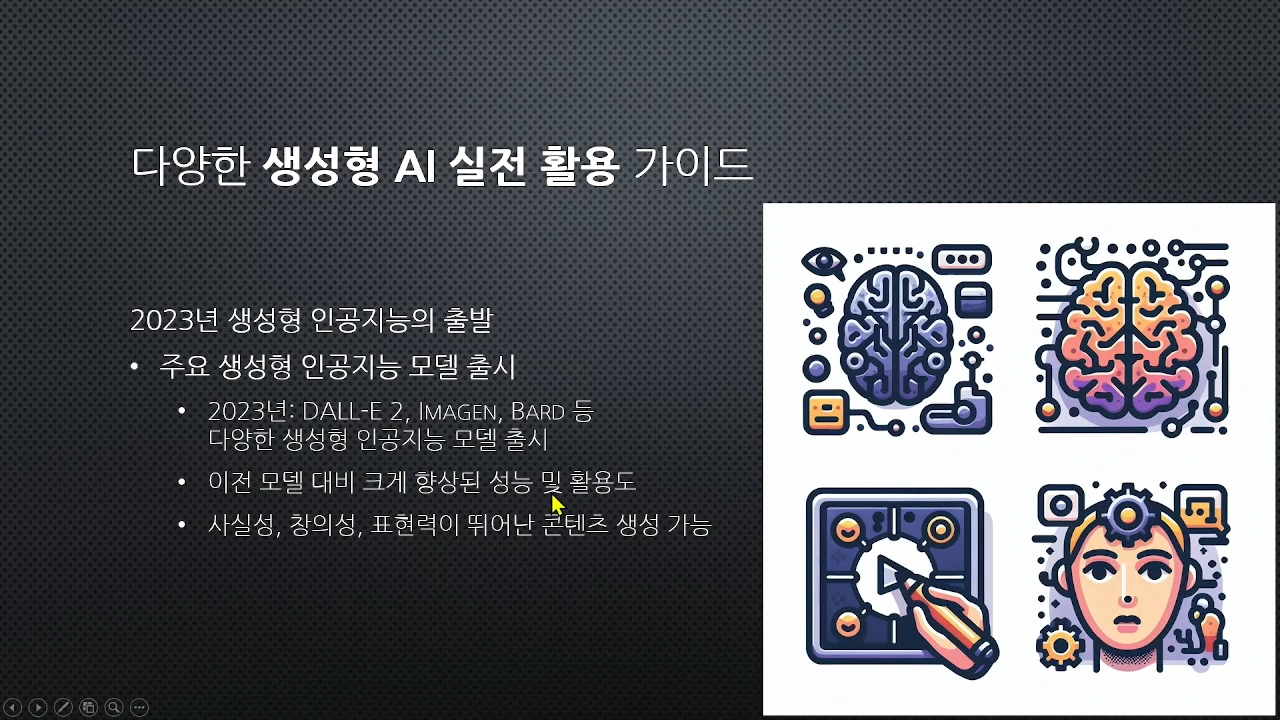 다양한 생성형 AI 실전 활용 가이드
2023년 생성형 인공지능의 출발
• 주요 생성형 인공지능 모델 출시
• 2023년: DALL-E 2, IMAGEN, BARD 등
다양한 생성형 인공지능 모델 출시
• 이전 모델 대비 크게 향상된 성능 및 활용도
• 사실성, 창의성, 표현력이 뛰어난 콘텐츠 생성 가능